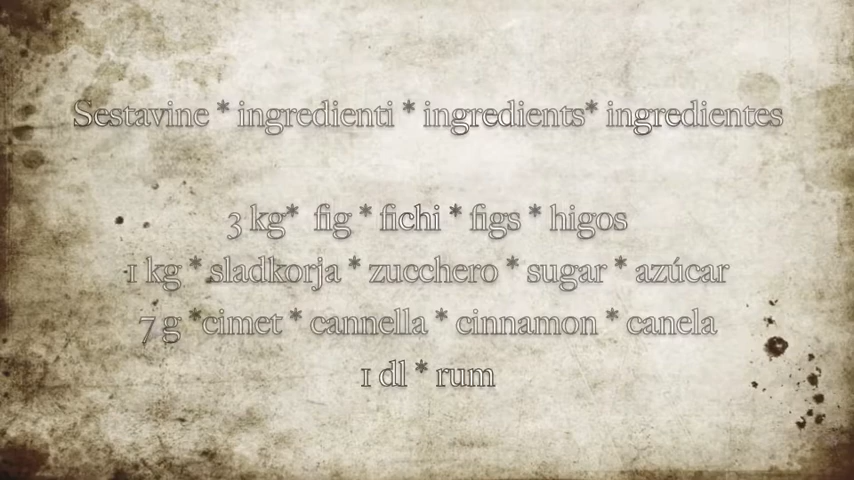 Sestavine * ingredienti * ingredients* ingredientes
3 kg*  fig * fichi * figs * higos
1 kg * sladkorja * zucchero * sugar * azúcar
7 g *cimet * cannella * cinnamon * canela
1 dl * rum